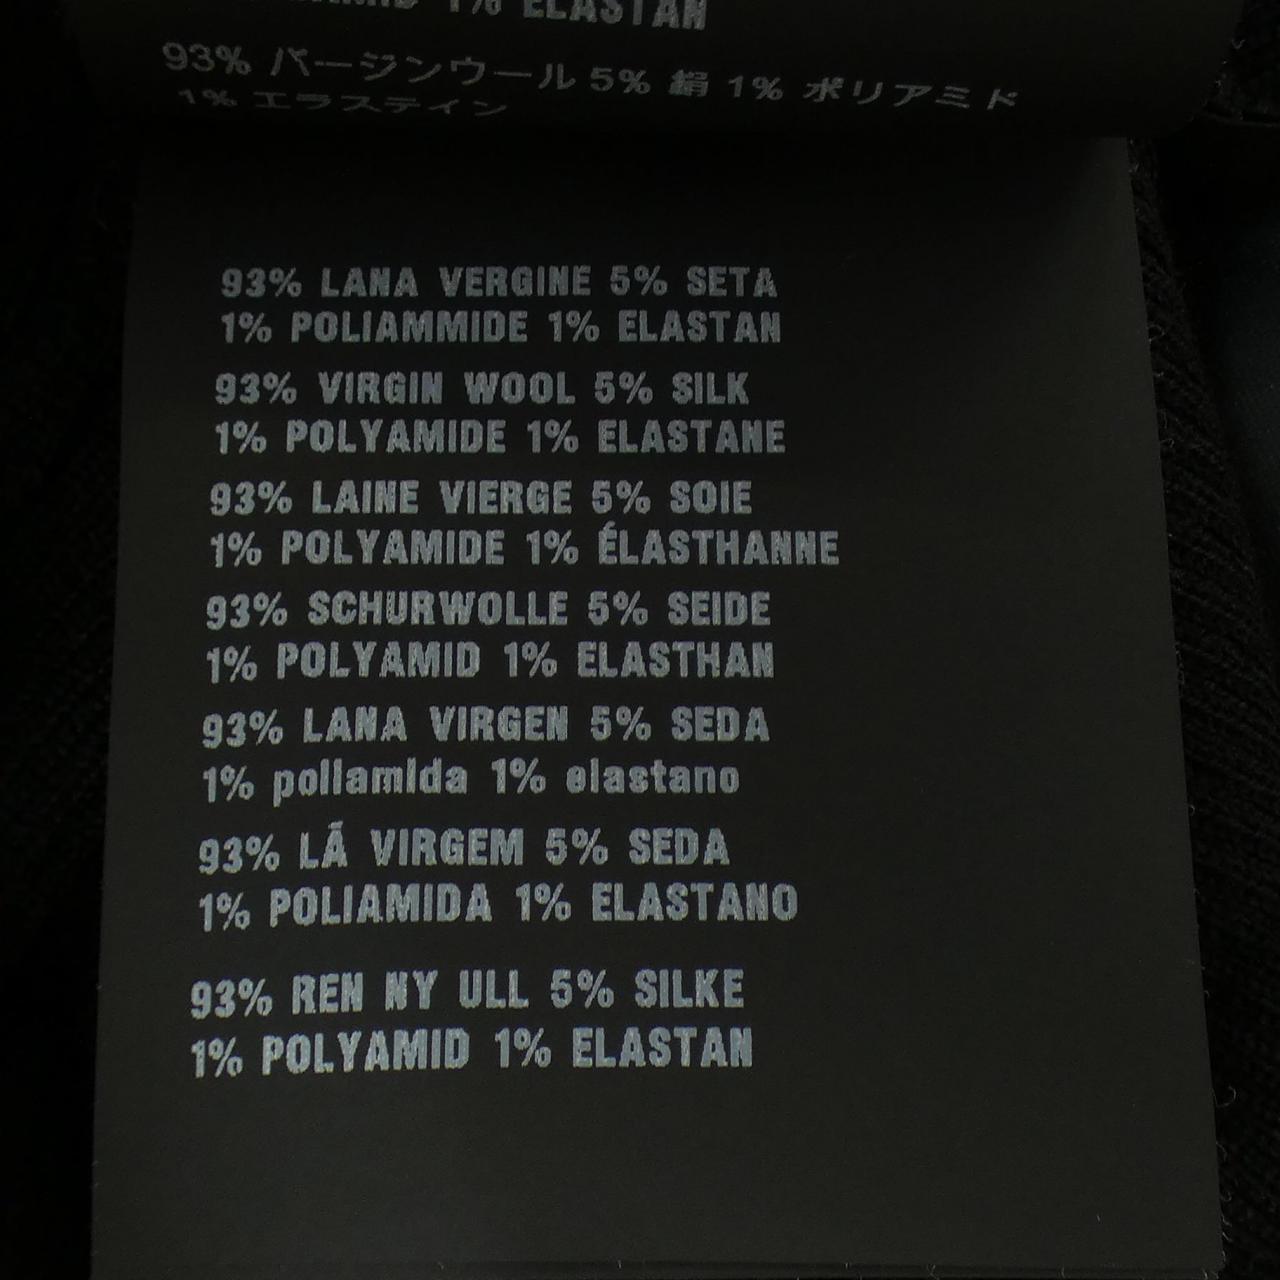 1% ELASTAN
93% バージンウール 5% 絹 1% ポリアミド
1% エラスティン
93% LANA VERGINE 5% SETA
1% POLIAMMIDE 1% ELASTAN
93% VIRGIN WOOL 5% SILK
1% POLYAMIDE 1% ELASTANE
93% LAINE VIERGE 5% SOIE
1% POLYAMIDE 1% ÉLASTHANNE
93% SCHURWOLLE 5% SEIDE
1% POLYAMID 1% ELASTHAN
93% LANA VIRGEN 5% SEDA
1% poliamida 1% elastano
93% LÃ VIRGEM 5% SEDA
1% POLIAMIDA 1% ELASTANO
93% REN NY ULL 5% SILKE
1% POLYAMID 1% ELASTAN